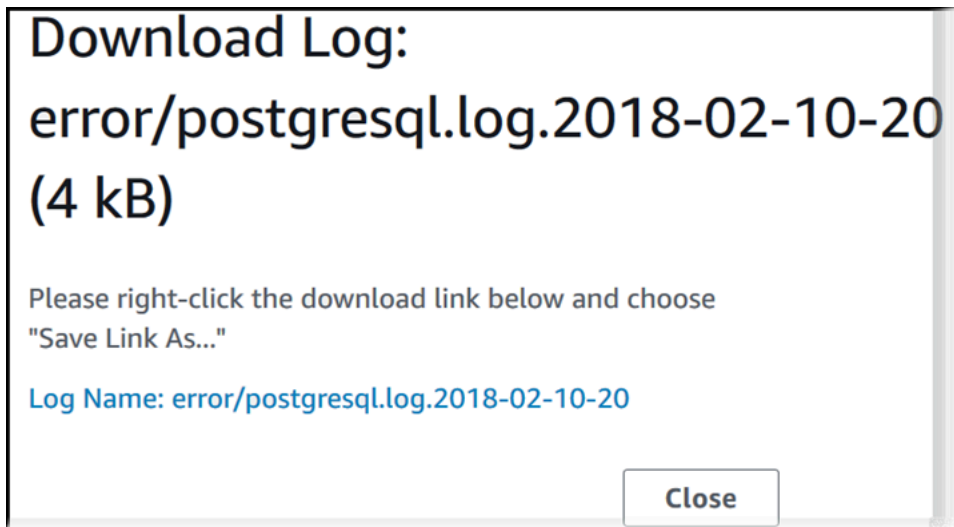 Download Log:
error/postgresql.log.2018-02-10-20
(4 kB)
Please right-click the download link below and choose
"Save Link As..."
Log Name: error/postgresql.log.2018-02-10-20
Close